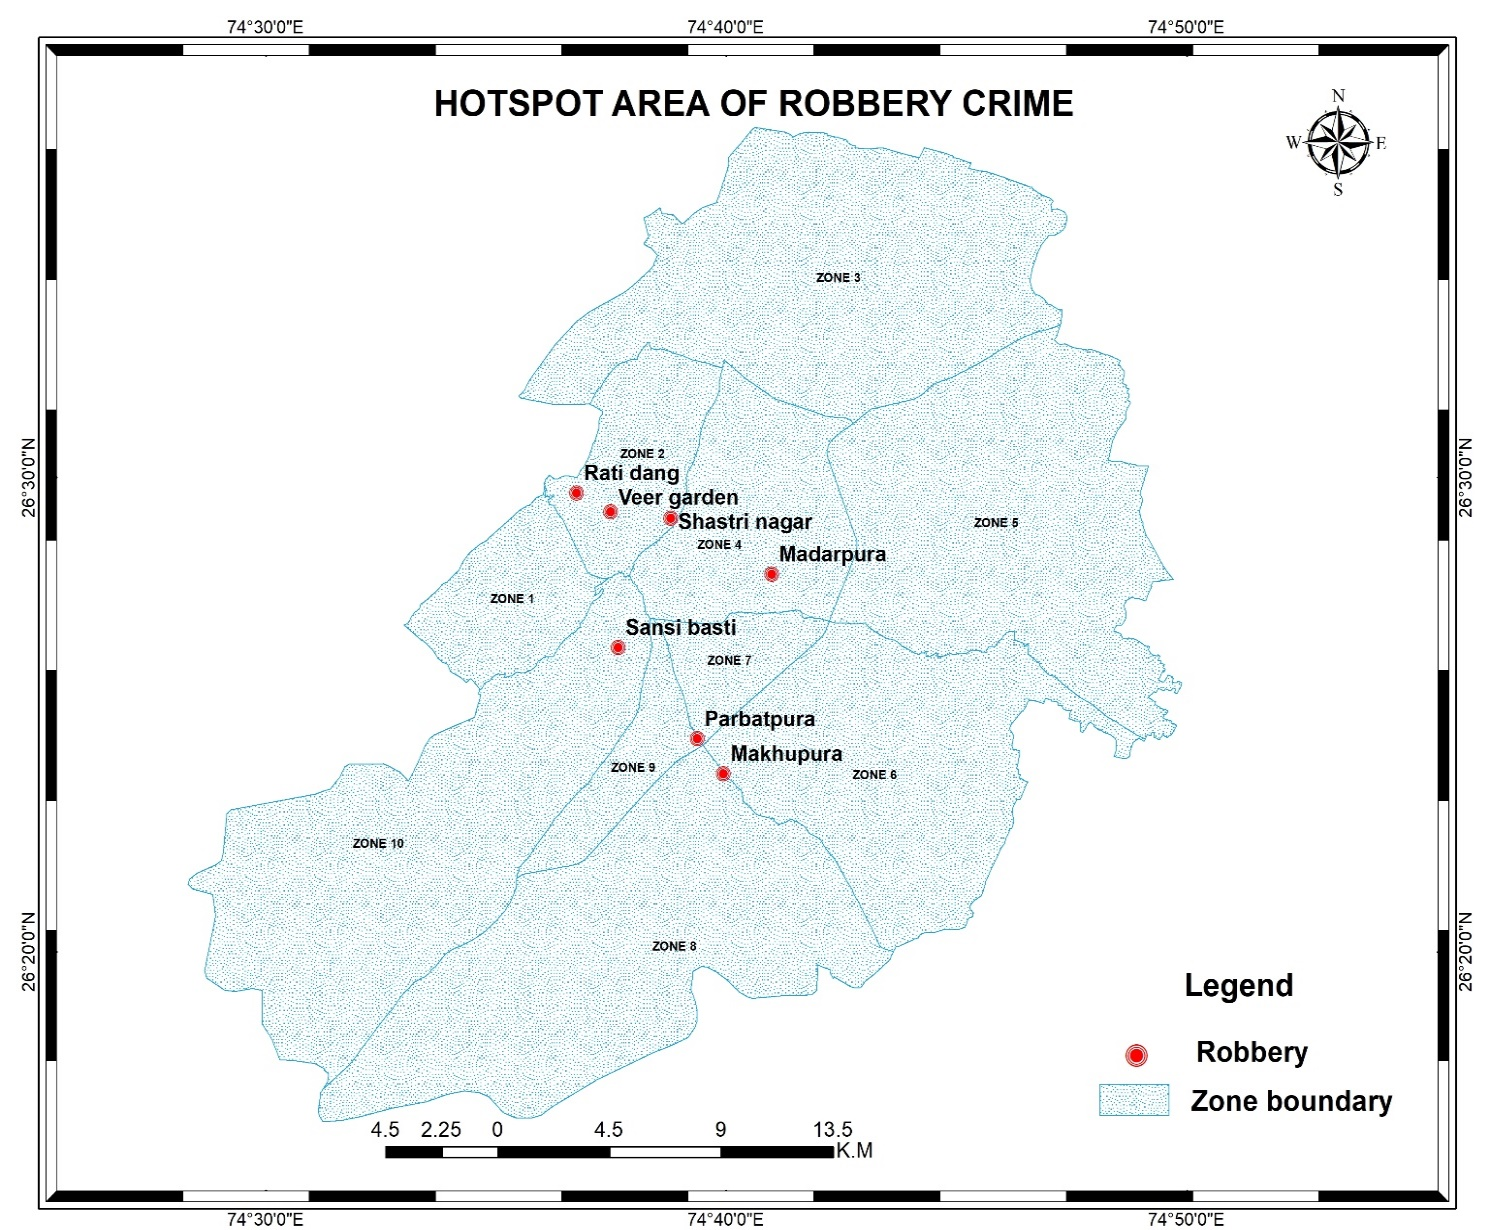 74°30'0"E 74°40'0"E 74°50'0"E
HOTSPOT AREA OF ROBBERY CRIME
N
W E
S
ZONE 3
ZONE 2
Rati dang
26°30'0"N 26°30'0"N
Veer garden
Shastri nagar
ZONE 5
ZONE 4
Madarpura
ZONE 1
Sansi basti
ZONE 7
Parbatpura
Makhupura
ZONE 9
ZONE 6
ZONE 10
ZONE 8
26°20'0"N 26°20'0"N
Legend
Robbery
Zone boundary
4.5 2.25 0 4.5 9 13.5
K.M
74°30'0"E 74°40'0"E 74°50'0"E